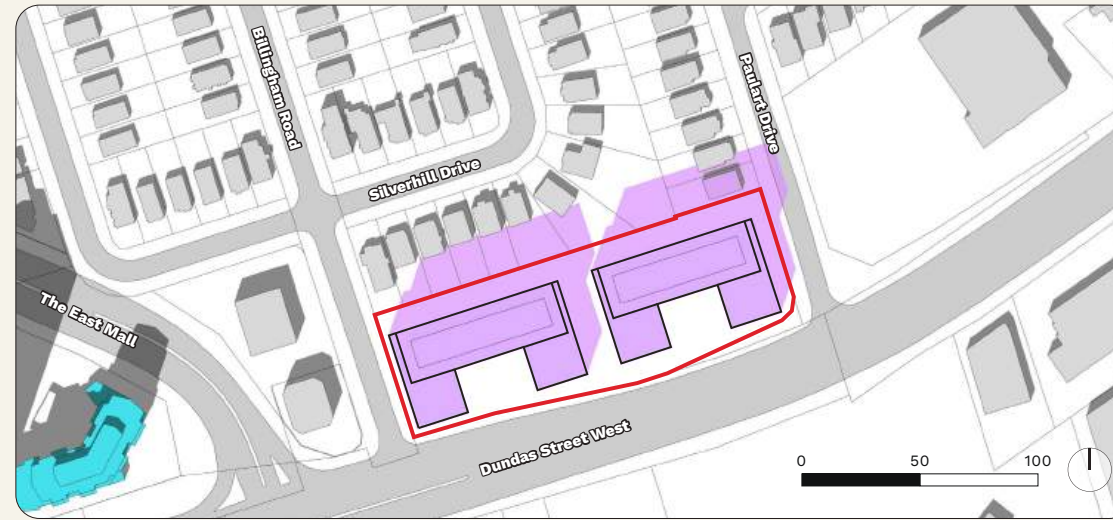 Billingham Road
Paulart Drive
Silverhill Drive
The East Mall
Dundas Street West
0 50 100